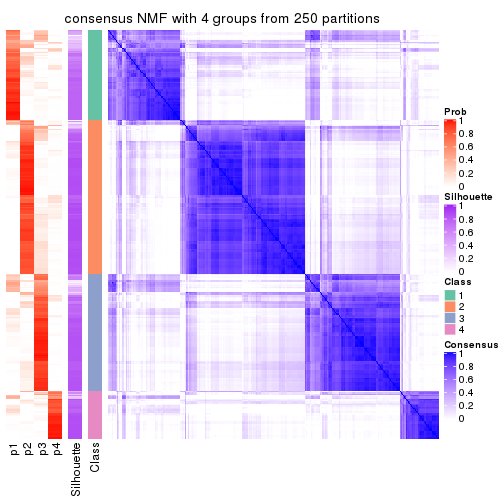 consensus NMF with 4 groups from 250 partitions
p1
p2
p3
p4
Silhouette
Class
Prob
1
0.8
0.6
0.4
0.2
0
Silhouette
1
0.8
0.6
0.4
0.2
0
Class
1
2
3
4
Consensus
1
0.8
0.6
0.4
0.2
0